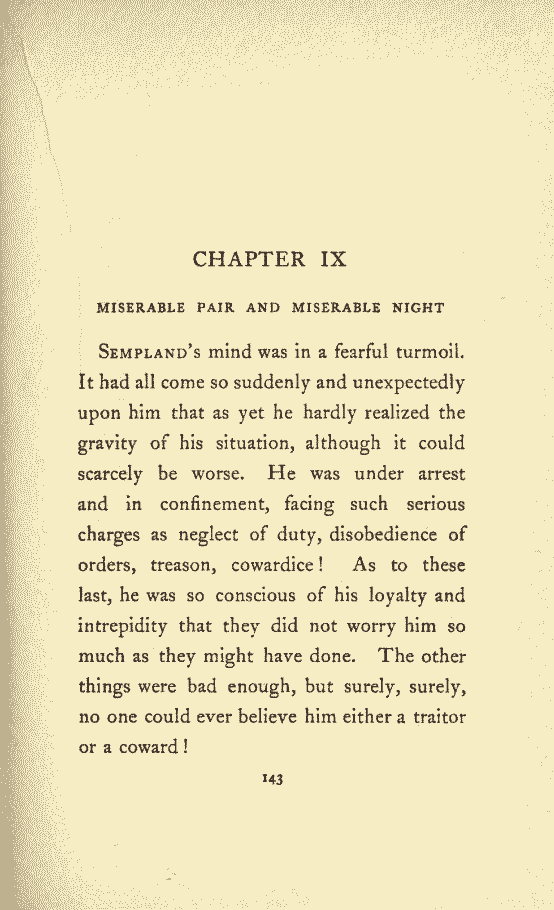 CHAPTER IX
MISERABLE PAIR AND MISERABLE NIGHT
SEMPLAND'S mind was in a fearful turmoil.
It had all come so suddenly and unexpectedly
upon him that as yet he hardly realized the
gravity of his situation, although it could
scarcely be worse. He was under arrest
and in confinement, facing such serious
charges as neglect of duty, disobedience of
orders, treason, cowardice! As to these
last, he was so conscious of his loyalty and
intrepidity that they did not worry him so
much as they might have done. The other
things were bad enough, but surely, surely,
no one could ever believe him either a traitor
or a coward!
143